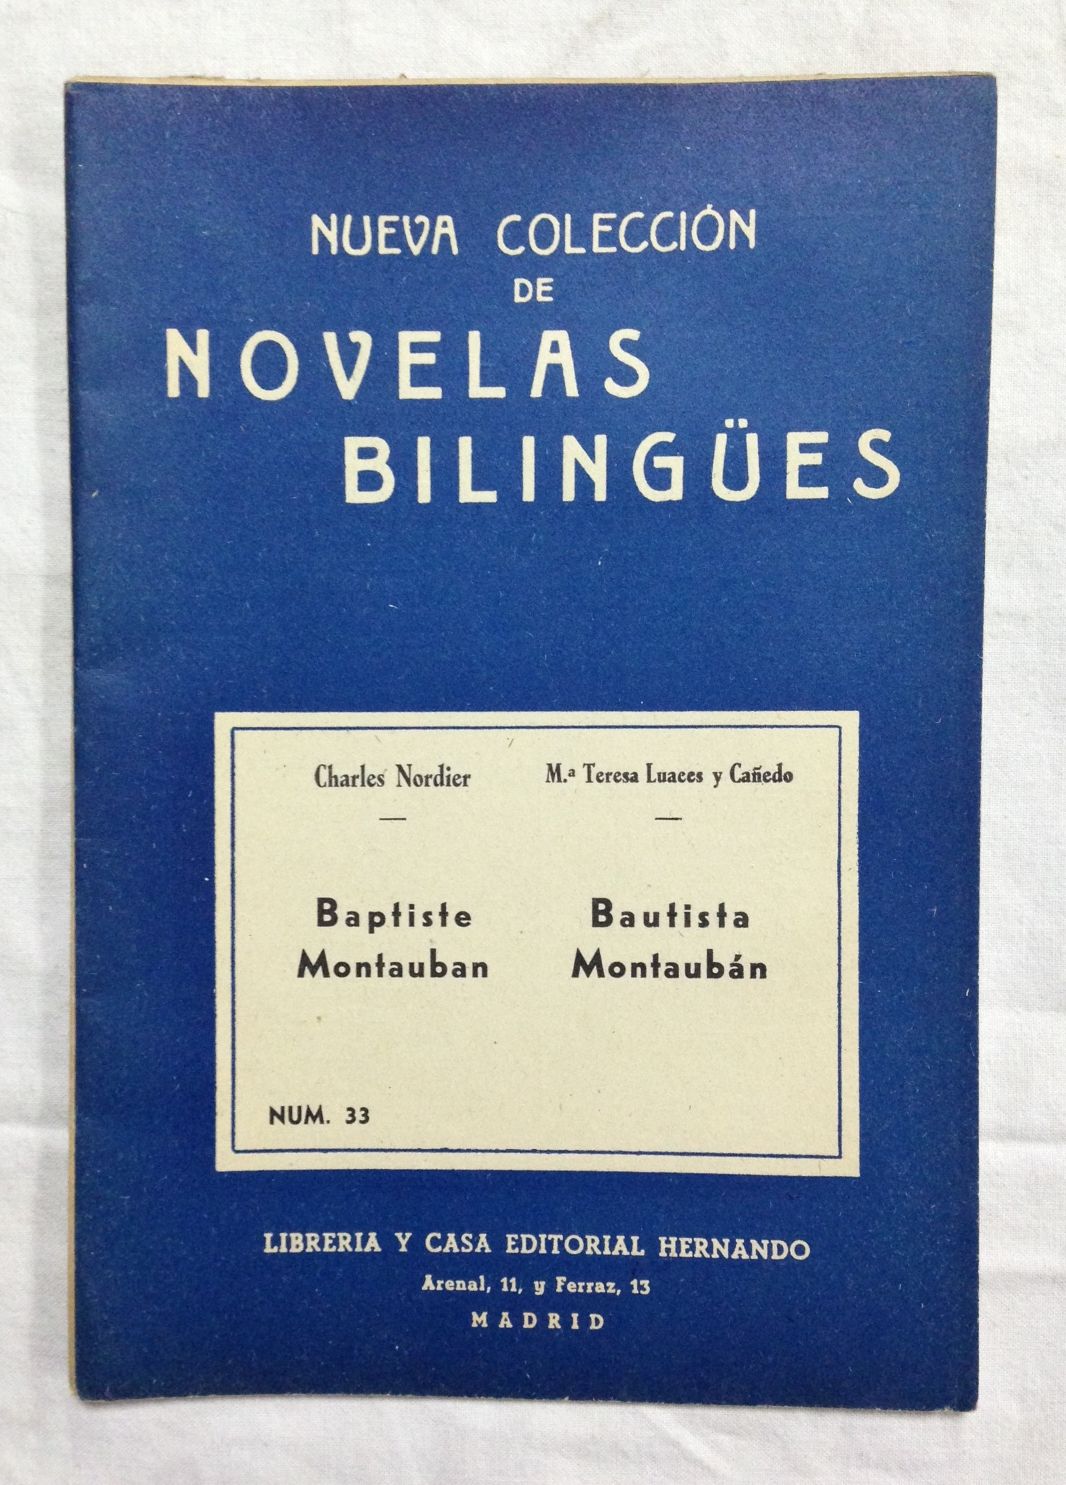 NUEVA COLECCIÓN
DE
NOVELAS
BILINGÜES
Charles Nordier
Baptiste
Montauban
M.ª Teresa Luaces y Cañedo
Bautista
Montaubán
NUM. 33
LIBRERIA Y CASA EDITORIAL HERNANDO
Arenal, 11, y Ferraz, 13
MADRID